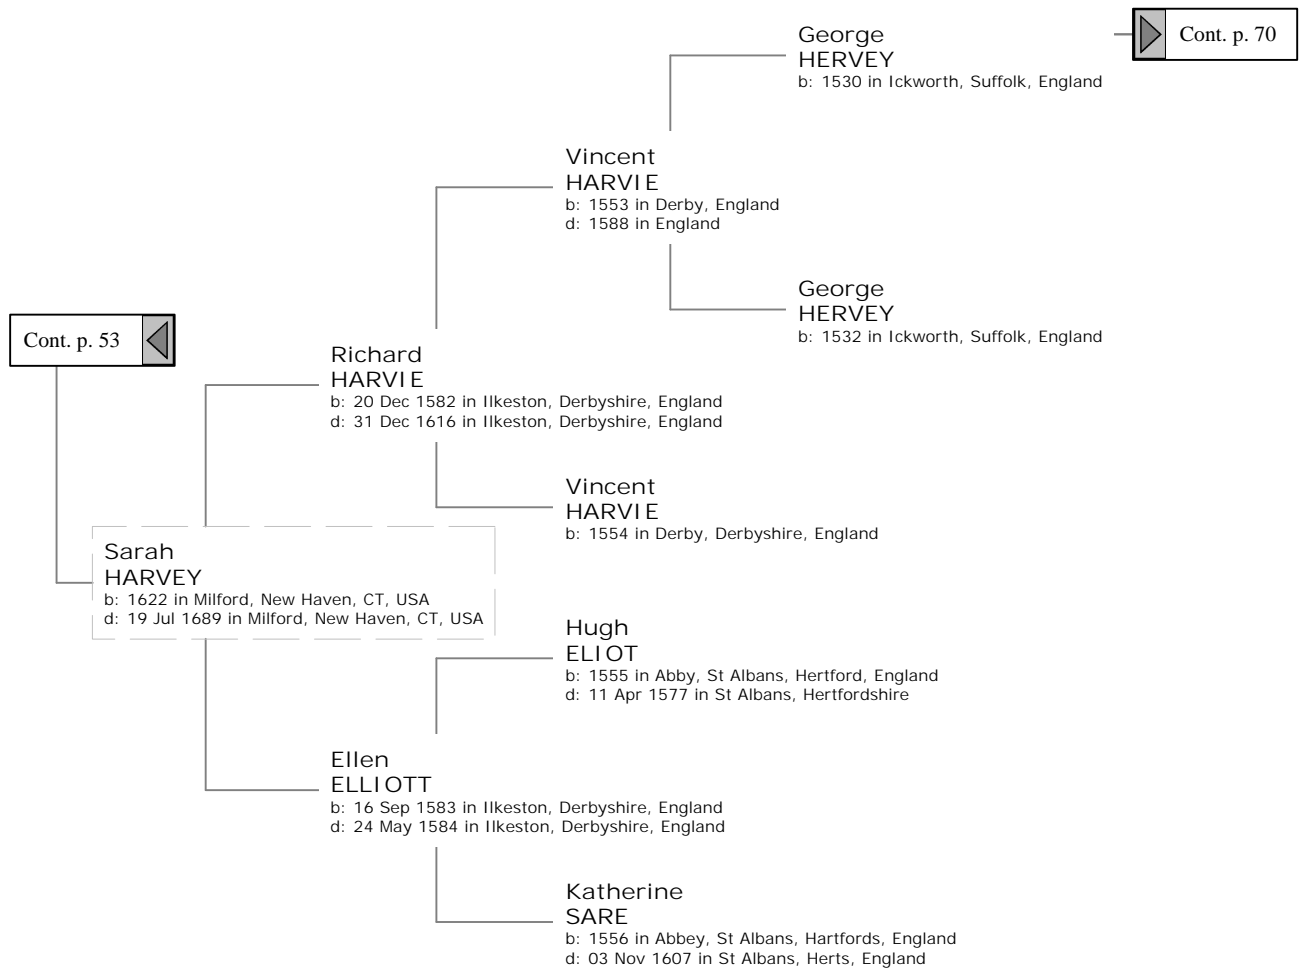 George
HERVEY
b: 1530 in Ickworth, Suffolk, England
Cont. p. 70
Vincent
HARVIE
b: 1553 in Derby, England
d: 1588 in England
George
HERVEY
b: 1532 in Ickworth, Suffolk, England
Cont. p. 53
Richard
HARVIE
b: 20 Dec 1582 in Ilkeston, Derbyshire, England
d: 31 Dec 1616 in Ilkeston, Derbyshire, England
Vincent
HARVIE
b: 1554 in Derby, Derbyshire, England
Sarah
HARVEY
b: 1622 in Milford, New Haven, CT, USA
d: 19 Jul 1689 in Milford, New Haven, CT, USA
Hugh
ELIOT
b: 1555 in Abby, St Albans, Hertford, England
d: 11 Apr 1577 in St Albans, Hertfordshire
Ellen
ELLIOTT
b: 16 Sep 1583 in Ilkeston, Derbyshire, England
d: 24 May 1584 in Ilkeston, Derbyshire, England
Katherine
SARE
b: 1556 in Abbey, St Albans, Hartfords, England
d: 03 Nov 1607 in St Albans, Herts, England